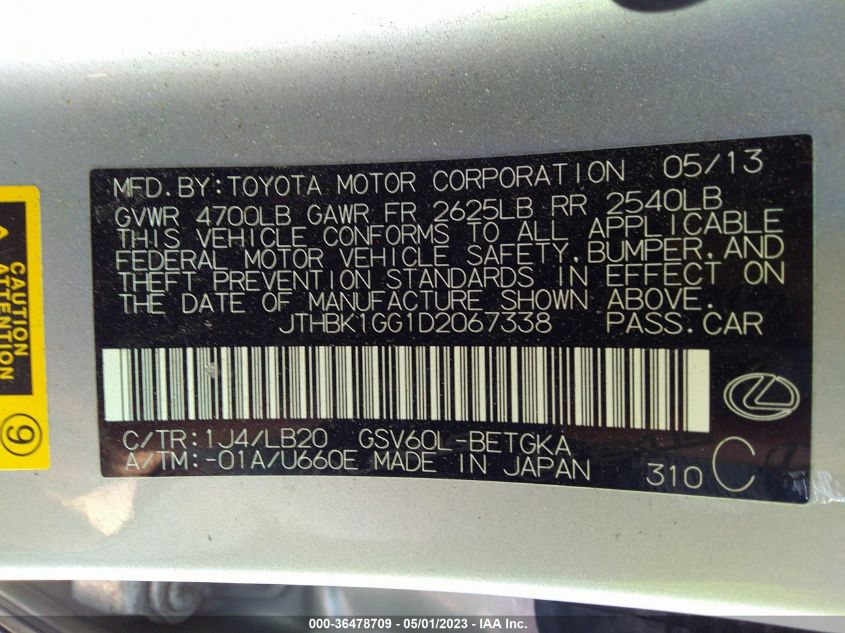 MFD.BY:TOYOTA MOTOR CORPORATION 05/13
GVWR 4700LB GAWR FR 2625LB RR 2540LB
THIS VEHICLE CONFORMS TO ALL APPLICABLE
FEDERAL MOTOR VEHICLE SAFETY,BUMPER,AND
THEFT PREVENTION STANDARDS IN EFFECT ON
THE DATE OF MANUFACTURE SHOWN ABOVE.
JTHBK1GG1D2067338 PASS.CAR
C/TR:1J4/LB20 GSV60L-BETGKA
A/TM:-01A/U660E MADE IN JAPAN 310 C
CAUTION
ATTENTION
9
000-36478709 - 05/01/2023 - IAA Inc.